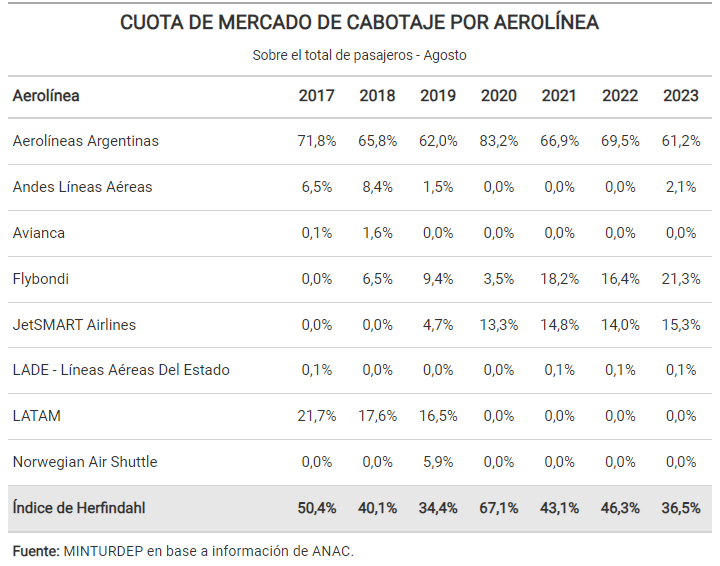 CUOTA DE MERCADO DE CABOTAJE POR AEROLÍNEA
Sobre el total de pasajeros - Agosto
Aerolínea 2017 2018 2019 2020 2021 2022 2023
Aerolíneas Argentinas 71,8% 65,8% 62,0% 83,2% 66,9% 69,5% 61,2%
Andes Líneas Aéreas 6,5% 8,4% 1,5% 0,0% 0,0% 0,0% 2,1%
Avianca 0,1% 1,6% 0,0% 0,0% 0,0% 0,0% 0,0%
Flybondi 0,0% 6,5% 9,4% 3,5% 18,2% 16,4% 21,3%
JetSMART Airlines 0,0% 0,0% 4,7% 13,3% 14,8% 14,0% 15,3%
LADE - Líneas Aéreas Del Estado 0,1% 0,0% 0,0% 0,0% 0,1% 0,1% 0,1%
LATAM 21,7% 17,6% 16,5% 0,0% 0,0% 0,0% 0,0%
Norwegian Air Shuttle 0,0% 0,0% 5,9% 0,0% 0,0% 0,0% 0,0%
Índice de Herfindahl 50,4% 40,1% 34,4% 67,1% 43,1% 46,3% 36,5%
Fuente: MINTURDEP en base a información de ANAC.